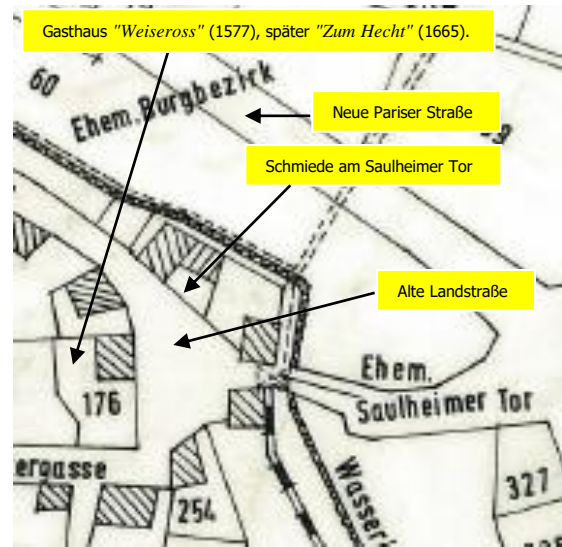 Gasthaus "Weiseross" (1577), später "Zum Hecht" (1665).
60
Ehem. Burgbezirk
Neue Pariser Straße
Schmiede am Saulheimer Tor
Alte Landstraße
Ehem.
Saulheimer Tor
176
ergasse
254
327